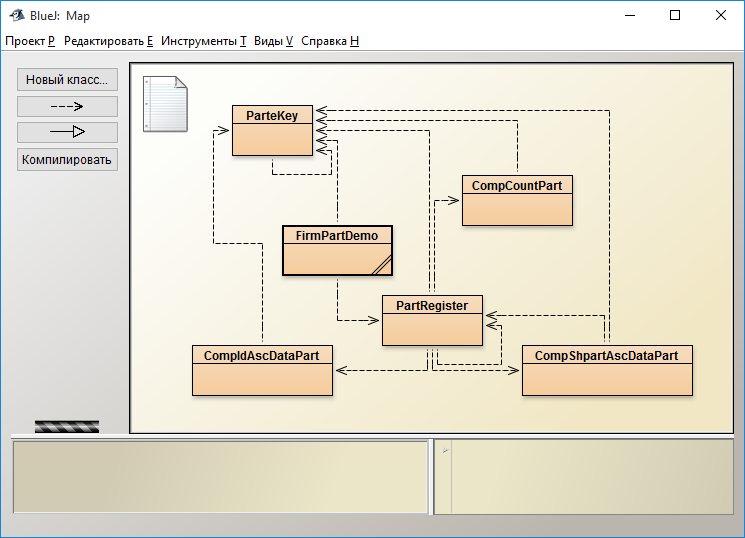 BlueJ: Map
Проект P Редактировать E Инструменты T Виды V Справка H
Новый класс...
Компилировать
ParteKey
CompCountPart
FirmPartDemo
PartRegister
CompIdAscDataPart
CompShpartAscDataPart
>